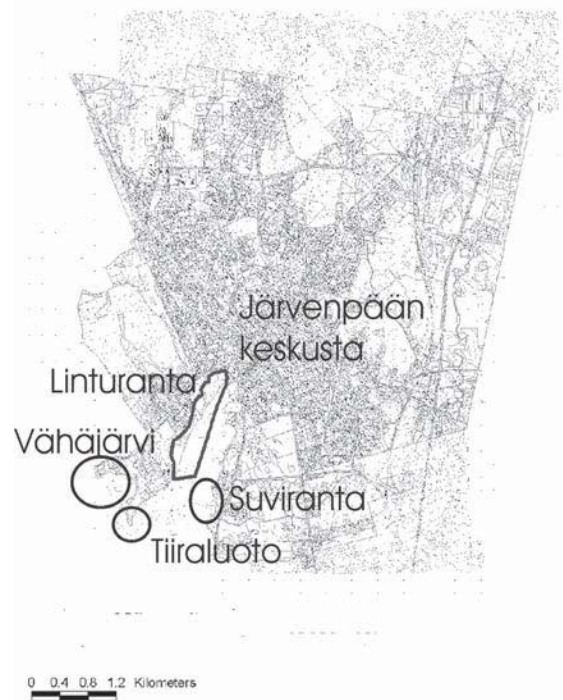 Järvenpään
keskusta
Linturanta
Vähäjärvi
Suviranta
Tiiraluoto
0 0.4 0.8 1.2 Kilometers